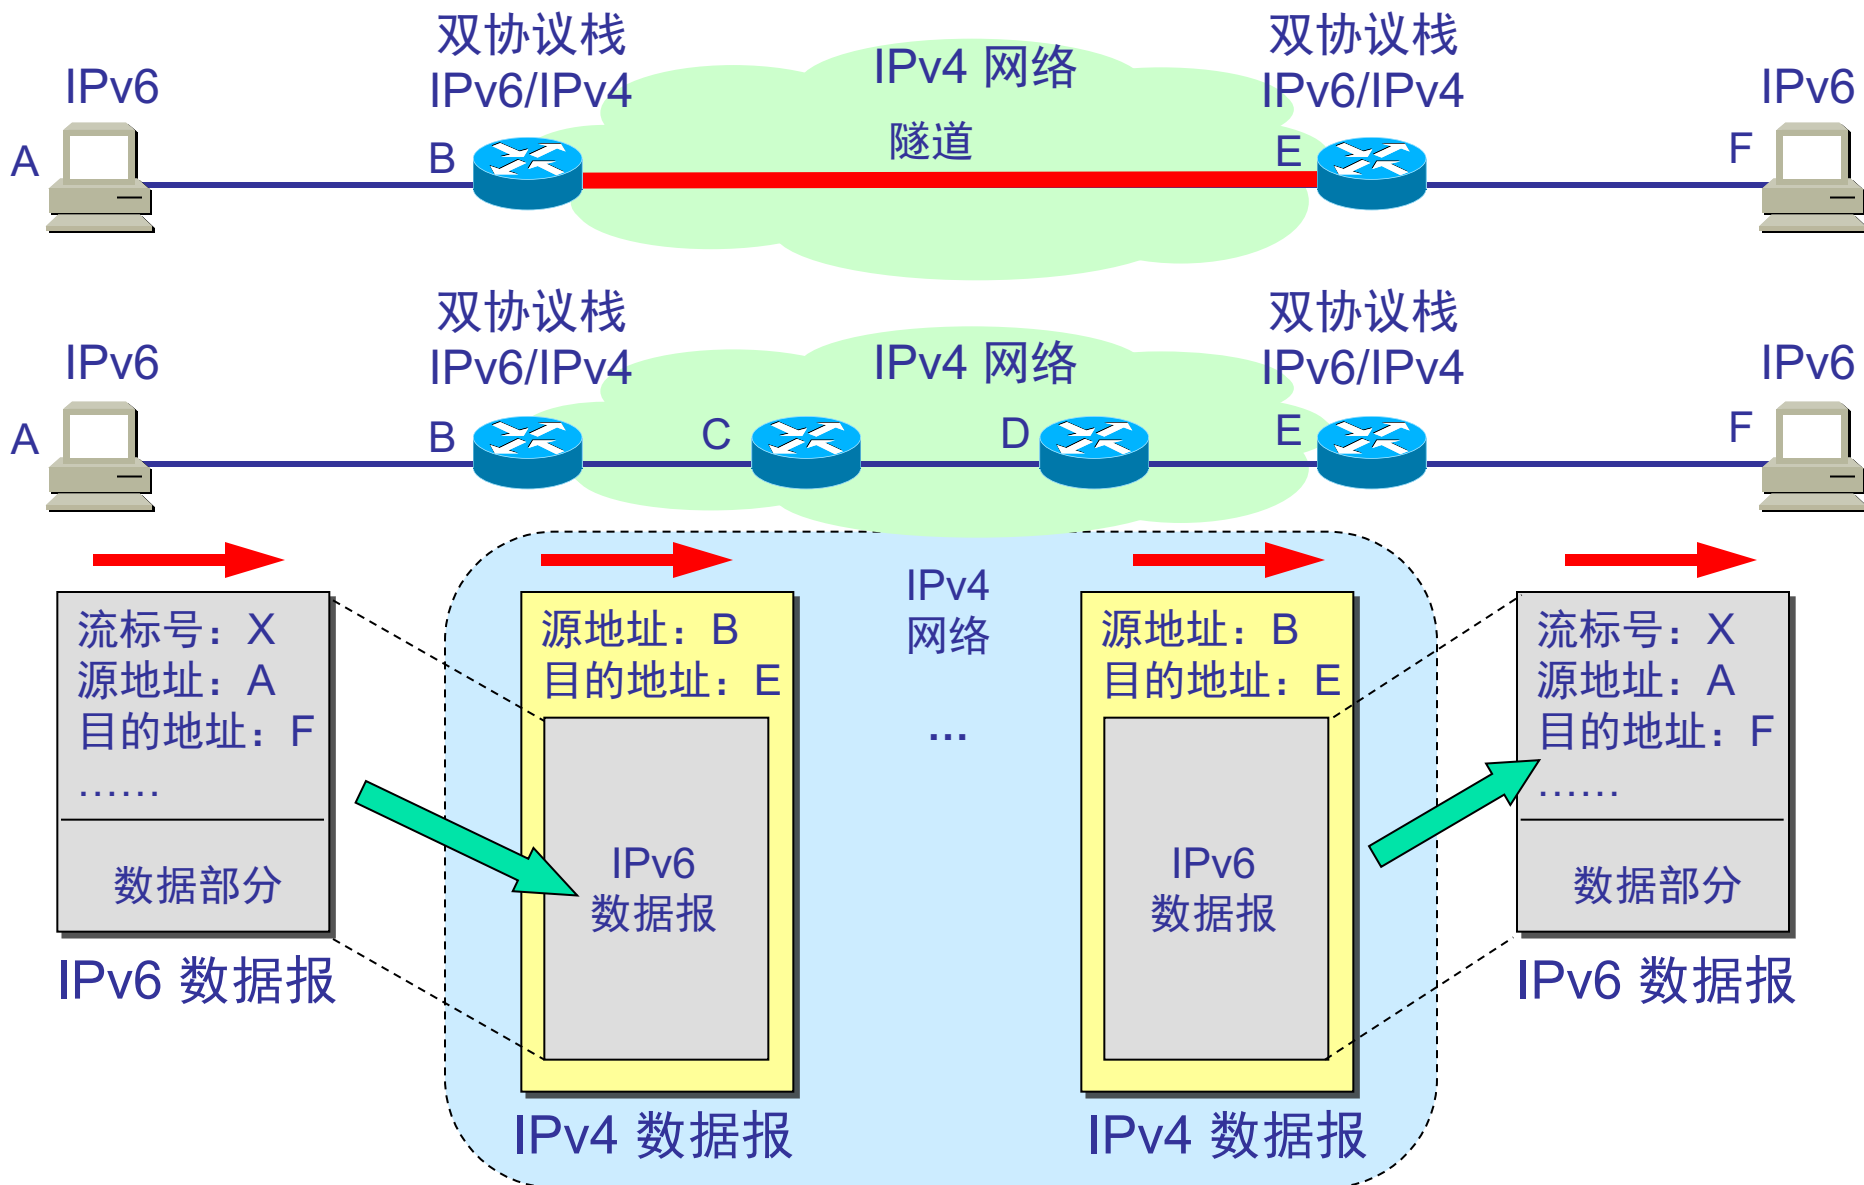 双协议栈
IPv6/IPv4
IPv4 网络
双协议栈
IPv6/IPv4
IPv6
IPv6
隧道
A
B
E
F
双协议栈
IPv6/IPv4
IPv4 网络
双协议栈
IPv6/IPv4
IPv6
IPv6
A
B
C
D
E
F
流标号：X
源地址：A
目的地址：F
……
数据部分
IPv6 数据报
源地址：B
目的地址：E
IPv6
数据报
IPv4 数据报
IPv4
网络
…
源地址：B
目的地址：E
IPv6
数据报
IPv4 数据报
流标号：X
源地址：A
目的地址：F
……
数据部分
IPv6 数据报